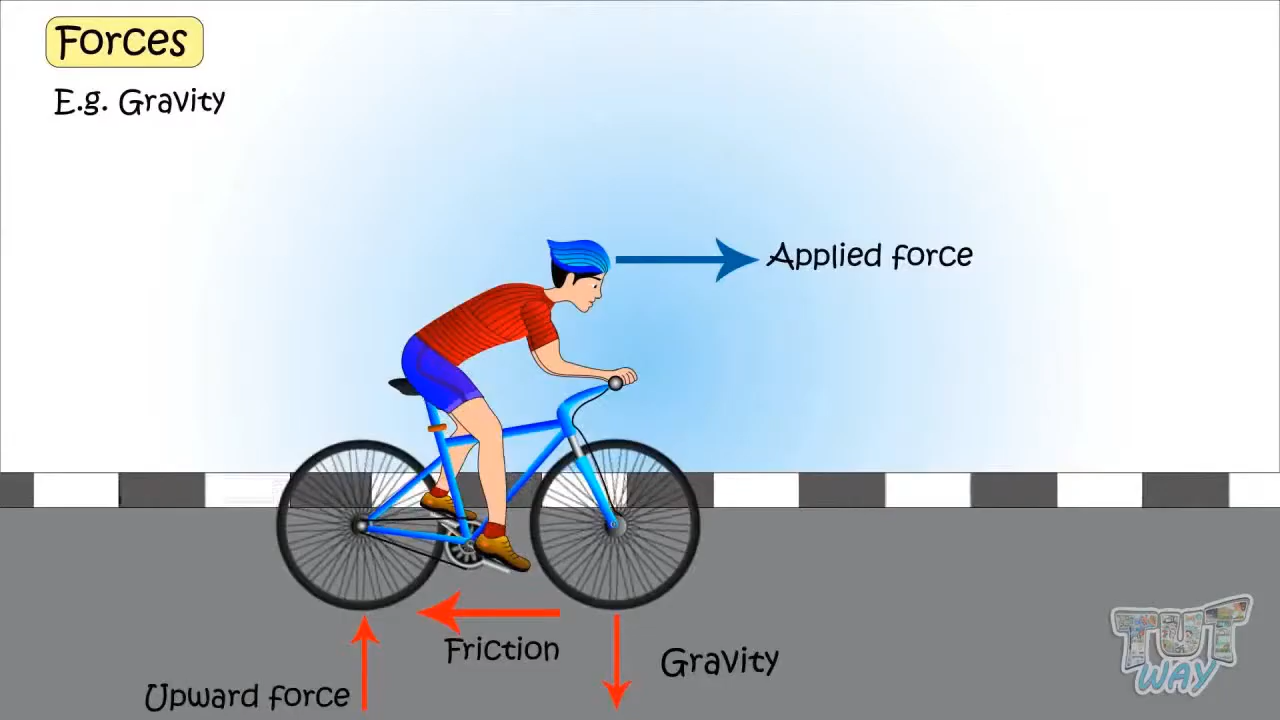 Forces
E.g. Gravity
Applied force
Friction
Gravity
Upward force
TUT
WAY